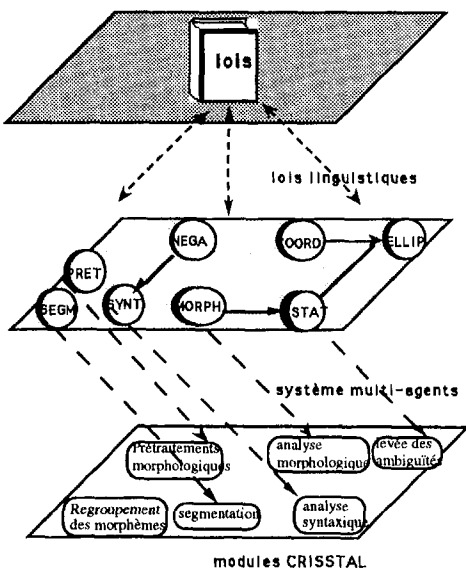 lois
lois linguistiques
NEGA
COORD
ELLIP
PRET
SEGM
SYNT
MORPH
STAT
système multi-agents
Prétraitements
morphologiques
analyse
morphologique
levée des
ambiguïtés
Regroupement
des morphèmes
segmentation
analyse
syntaxique
modules CRISSTAL